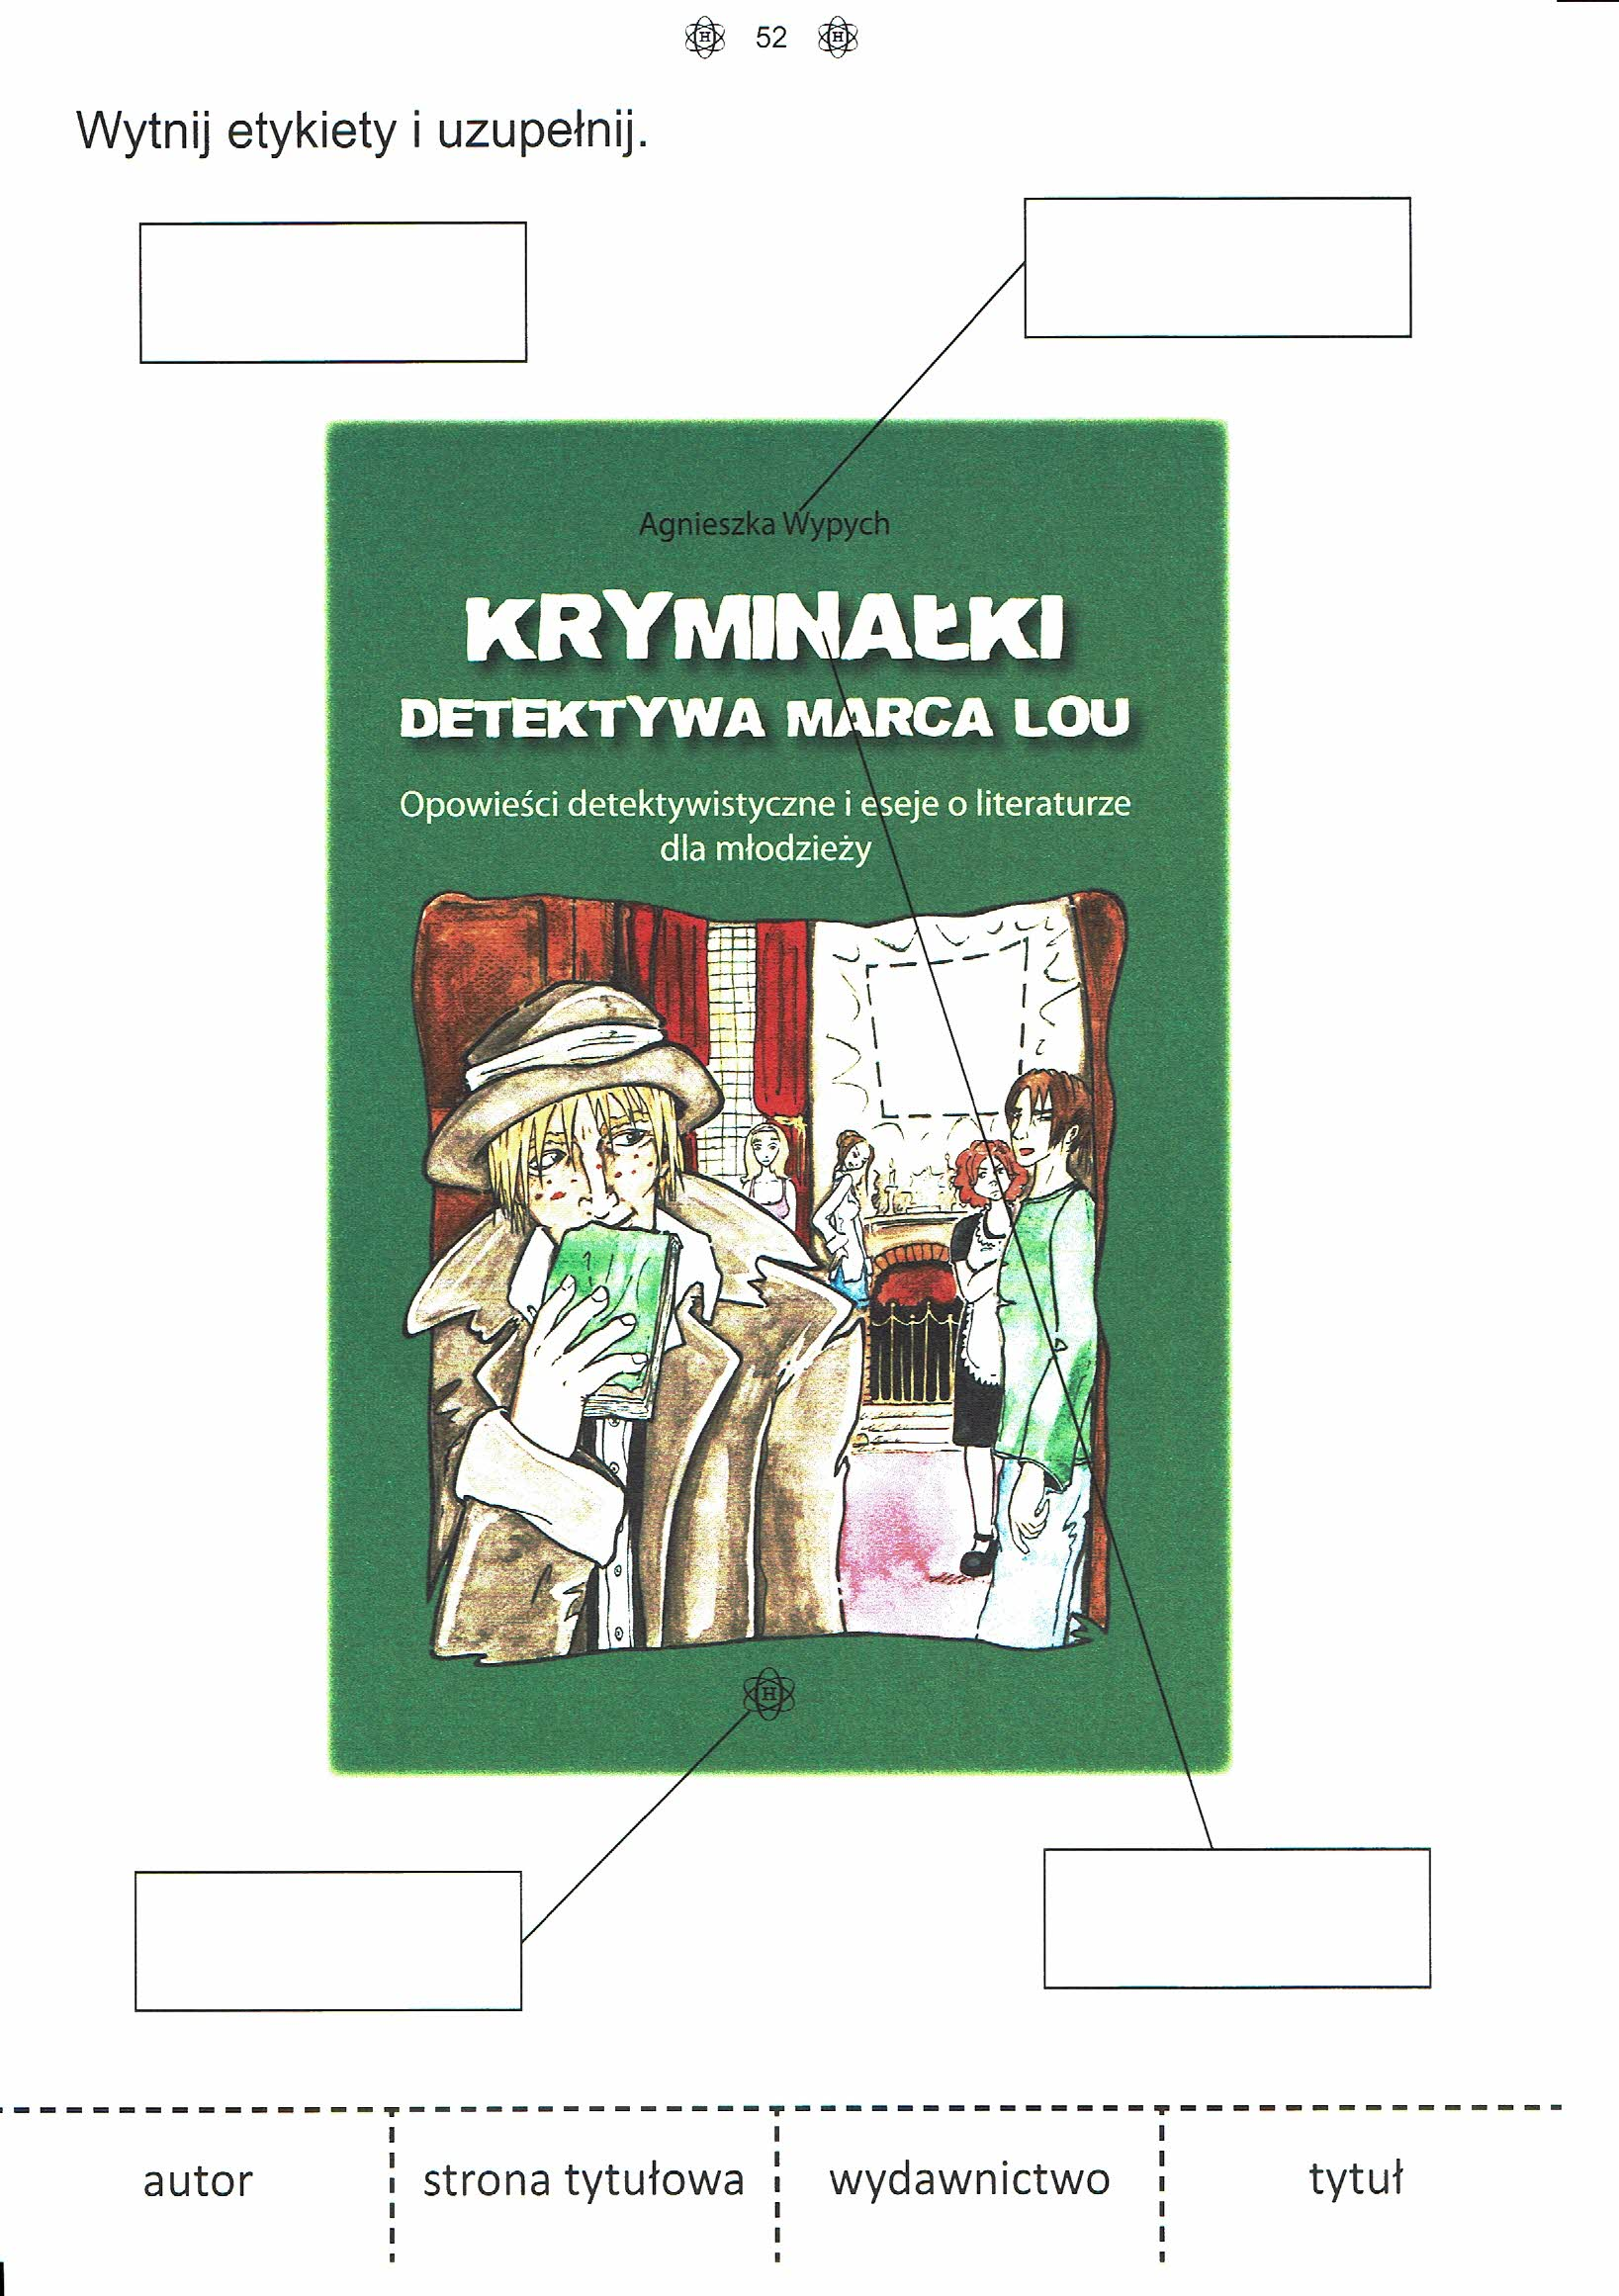 52
Wytnij etykiety i uzupełnij.
Agnieszka Wypych
KRYMINAŁKI
DETEKTYWA MARCA LOU
Opowieści detektywistyczne i eseje o literaturze
dla młodzieży
H
autor
strona tytułowa
wydawnictwo
tytuł